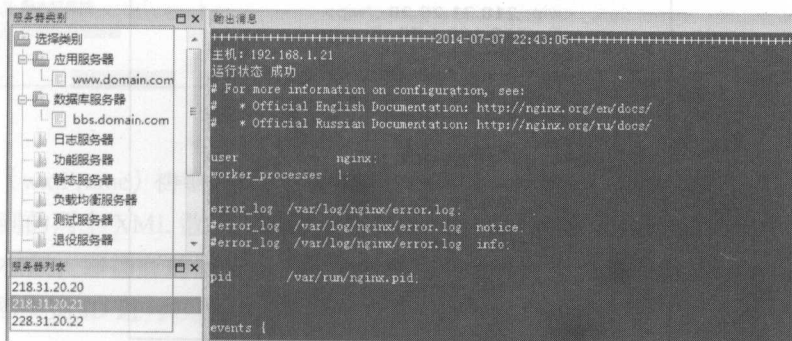 服务器类别
选择类别
应用服务器
www.domain.com
数据库服务器
bbs.domain.com
日志服务器
功能服务器
静态服务器
负载均衡服务器
测试服务器
退役服务器
服务器列表
218.31.20.20
218.31.20.21
228.31.20.22
输出消息
++++++++++++++++++++++++++++++2014-07-07 22:43:05++++++++++++++++++++++++++++++
主机: 192.168.1.21
运行状态 成功
# For more information on configuration, see:
#   * Official English Documentation: http://nginx.org/en/docs/
#   * Official Russian Documentation: http://nginx.org/ru/docs/
user              nginx;
worker_processes  1;
error_log  /var/log/nginx/error.log;
#error_log  /var/log/nginx/error.log  notice;
#error_log  /var/log/nginx/error.log  info;
pid        /var/run/nginx.pid;
events {